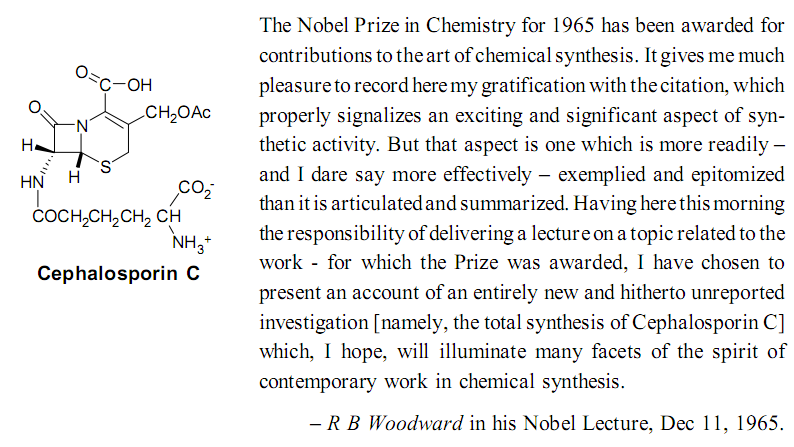 O
C–OH
O
N
CH₂OAc
H
H
S
HN
CO₂⁻
COCH₂CH₂CH₂ CH
NH₃⁺
Cephalosporin C
The Nobel Prize in Chemistry for 1965 has been awarded for
contributions to the art of chemical synthesis. It gives me much
pleasure to record here my gratification with the citation, which
properly signalizes an exciting and significant aspect of syn-
thetic activity. But that aspect is one which is more readily –
and I dare say more effectively – exemplied and epitomized
than it is articulated and summarized. Having here this morning
the responsibility of delivering a lecture on a topic related to the
work - for which the Prize was awarded, I have chosen to
present an account of an entirely new and hitherto unreported
investigation [namely, the total synthesis of Cephalosporin C]
which, I hope, will illuminate many facets of the spirit of
contemporary work in chemical synthesis.
– R B Woodward in his Nobel Lecture, Dec 11, 1965.